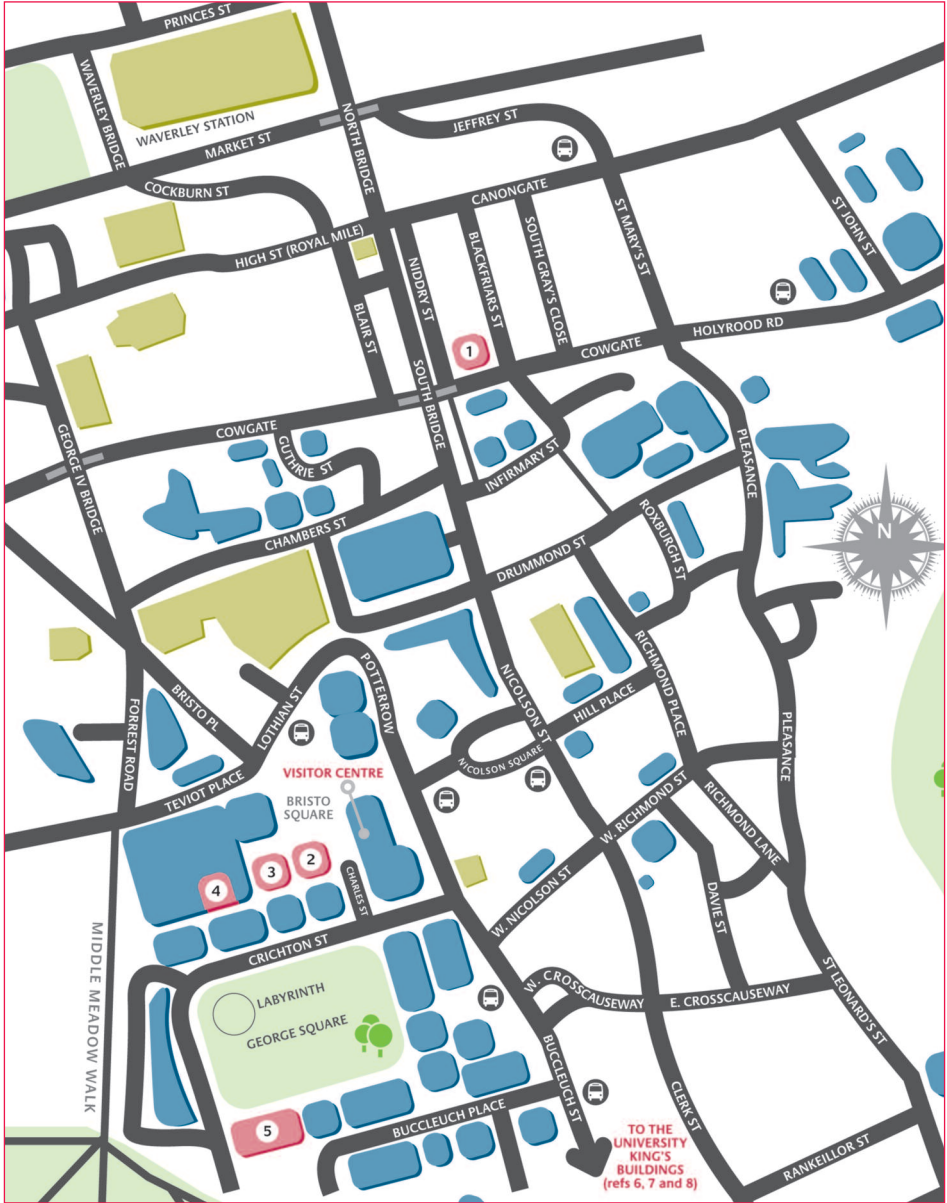 PRINCES ST
WAVERLEY BRIDGE
WAVERLEY STATION
NORTH BRIDGE
MARKET ST
JEFFREY ST
COCKBURN ST
CANONGATE
ST MARY'S ST
ST JOHN ST
HIGH ST (ROYAL MILE)
NIDDRY ST
BLACKFRIARS ST
SOUTH GRAY'S CLOSE
BLAIR ST
HOLYROOD RD
COWGATE
1
SOUTH BRIDGE
COWGATE
GEORGE IV BRIDGE
GUTHRIE ST
INFIRMARY ST
PLEASANCE
CHAMBERS ST
ROXBURGH ST
DRUMMOND ST
N
RICHMOND PLACE
POTTERROW
NICOLSON ST
HILL PLACE
BRISTO PL
LOTHIAN ST
FORREST ROAD
NICOLSON SQUARE
PLEASANCE
TEVIOT PLACE
VISITOR CENTRE
BRISTO
SQUARE
W. RICHMOND ST
RICHMOND LANE
2
3
4
CHARLES ST
W. NICOLSON ST
DAVIE ST
CRICHTON ST
MIDDLE MEADOW WALK
W. CROSSCAUSEWAY
E. CROSSCAUSEWAY
ST LEONARD'S ST
LABYRINTH
GEORGE SQUARE
BUCCLEUCH ST
CLERK ST
5
BUCCLEUCH PLACE
TO THE
UNIVERSITY
KING'S
BUILDINGS
(refs 6, 7 and 8)
RANKEILLOR ST